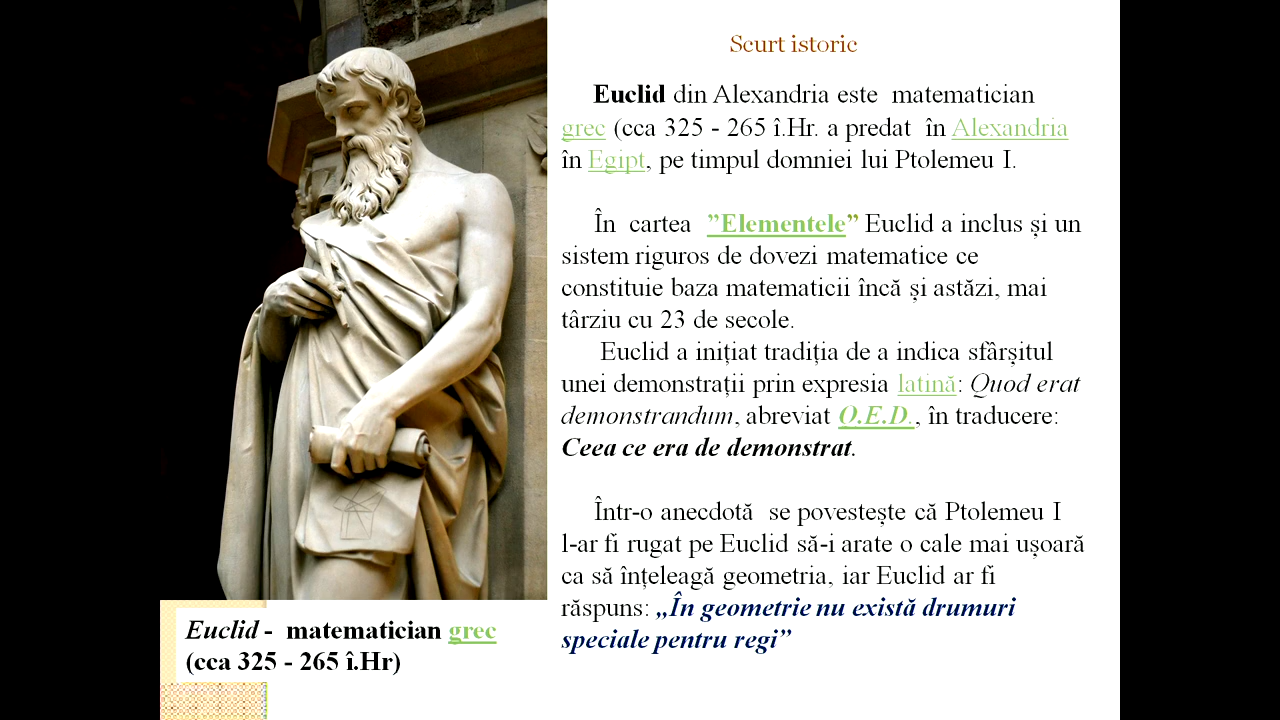 Scurt istoric
Euclid din Alexandria este matematician
grec (cca 325 - 265 î.Hr. a predat în Alexandria
în Egipt, pe timpul domniei lui Ptolemeu I.
În cartea ”Elementele” Euclid a inclus și un
sistem riguros de dovezi matematice ce
constituie baza matematicii încă și astăzi, mai
târziu cu 23 de secole.
Euclid a inițiat tradiția de a indica sfârșitul
unei demonstrații prin expresia latină: Quod erat
demonstrandum, abreviat Q.E.D., în traducere:
Ceea ce era de demonstrat.
Într-o anecdotă se povestește că Ptolemeu I
l-ar fi rugat pe Euclid să-i arate o cale mai ușoară
ca să înțeleagă geometria, iar Euclid ar fi
răspuns: „În geometrie nu există drumuri
speciale pentru regi”
Euclid - matematician grec
(cca 325 - 265 î.Hr)